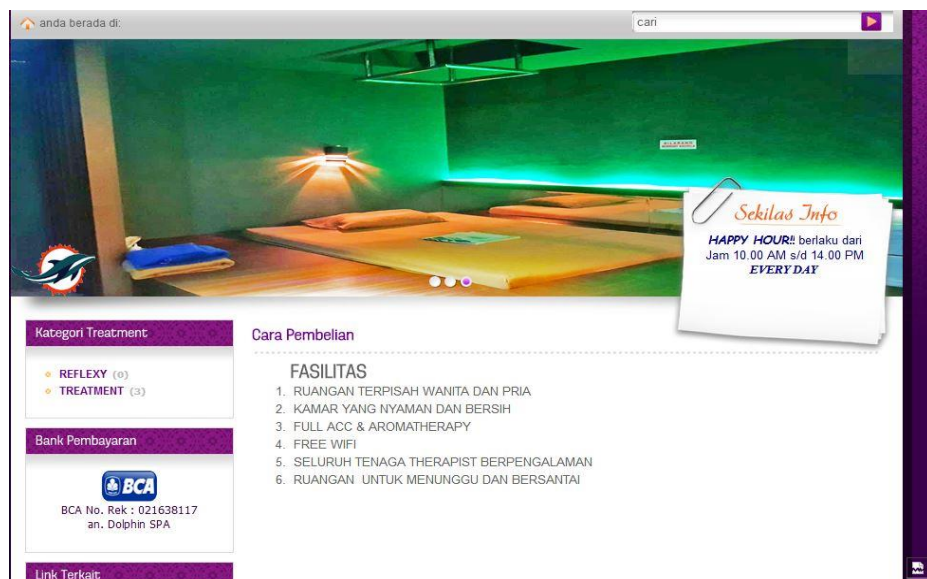 anda berada di:
cari
Sekilas Info
HAPPY HOUR!! berlaku dari
Jam 10.00 AM s/d 14.00 PM
EVERY DAY
Kategori Treatment
REFLEXY (0)
TREATMENT (3)
Bank Pembayaran
BCA
BCA No. Rek : 021638117
an. Dolphin SPA
Link Terkait
Cara Pembelian
FASILITAS
1. RUANGAN TERPISAH WANITA DAN PRIA
2. KAMAR YANG NYAMAN DAN BERSIH
3. FULL ACC & AROMATHERAPY
4. FREE WIFI
5. SELURUH TENAGA THERAPIST BERPENGALAMAN
6. RUANGAN UNTUK MENUNGGU DAN BERSANTAI